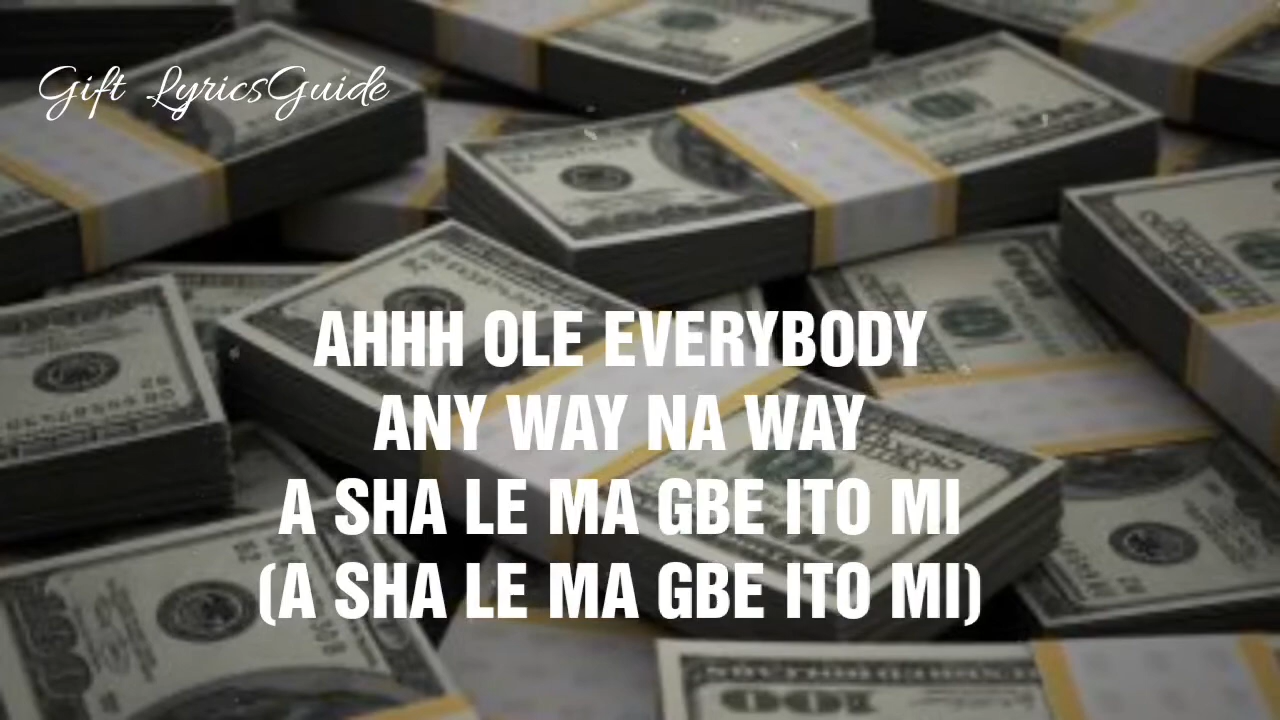 Gift LyricsGuide
AHHH OLE EVERYBODY
ANY WAY NA WAY
A SHA LE MA GBE ITO MI
(A SHA LE MA GBE ITO MI)
100